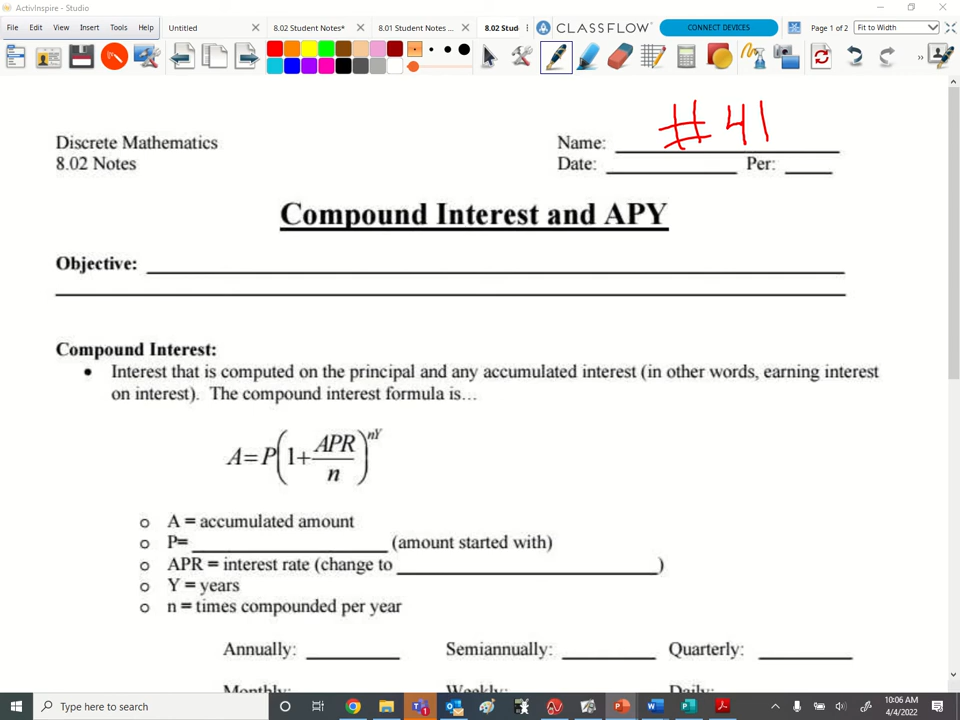 ActivInspire
File Edit View Insert Tools Help Untitled 8.02 Student Notes* 8.01 Student Notes ... 8.02 Stud CLASSFLOW CONNECT DEVICES Page 1 of 2 Fit to Width
# 41
Discrete Mathematics Name:
8.02 Notes Date: Per:
Compound Interest and APY
Objective:
Compound Interest:
• Interest that is computed on the principal and any accumulated interest (in other words, earning interest
on interest). The compound interest formula is…
A=P(1+APR/n)^nY
o A = accumulated amount
o P= (amount started with)
o APR = interest rate (change to )
o Y = years
o n = times compounded per year
Annually: Semiannually: Quarterly:
Monthly: Weekly: Daily:
Type here to search
10:06 AM
4/4/2022